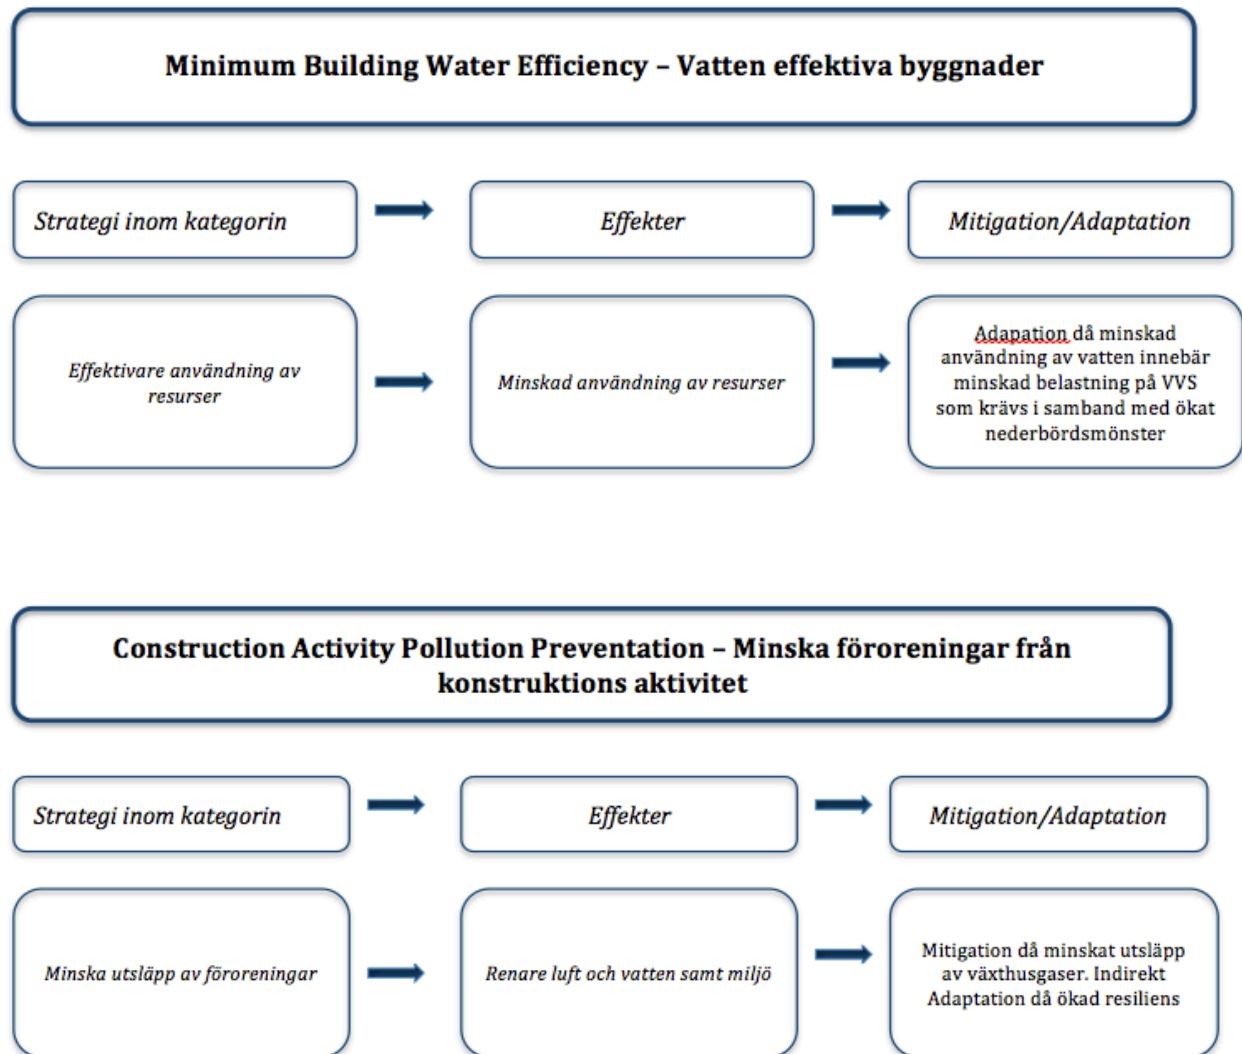 Minimum Building Water Efficiency – Vatten effektiva byggnader
Strategi inom kategorin
Effekter
Mitigation/Adaptation
Effektivare användning av
resurser
Minskad användning av resurser
Adapation då minskad
användning av vatten innebär
minskad belastning på VVS
som krävs i samband med ökat
nederbördsmönster
Construction Activity Pollution Preventation – Minska föroreningar från
konstruktions aktivitet
Strategi inom kategorin
Effekter
Mitigation/Adaptation
Minska utsläpp av föroreningar
Renare luft och vatten samt miljö
Mitigation då minskat utsläpp
av växthusgaser. Indirekt
Adaptation då ökad resiliens